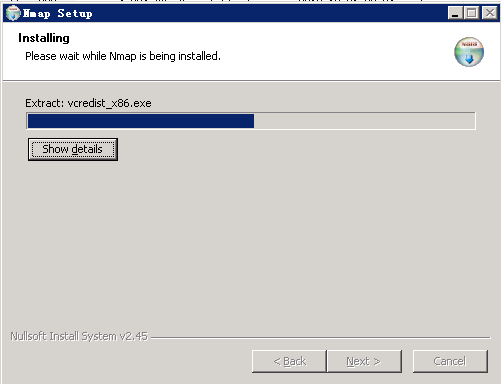 Nmap Setup
Installing
Please wait while Nmap is being installed.
Extract: vcredist_x86.exe
Show details
Nullsoft Install System v2.45
< Back
Next >
Cancel